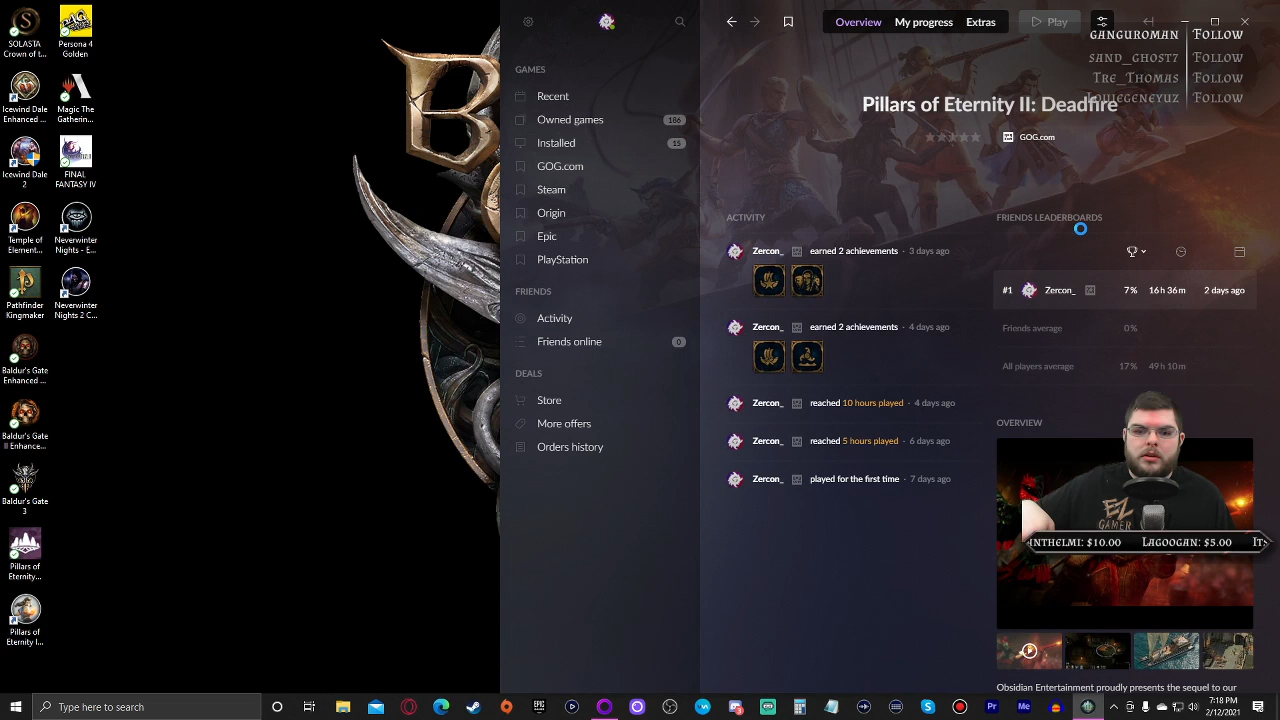 SOLASTA
Crown of t...
Persona 4
Golden
Icewind Dale
Enhanced ...
Magic The
Gatherin...
Icewind Dale
2
FINAL
FANTASY IV
Temple of
Element...
Neverwinter
Nights - E...
Pathfinder
Kingmaker
Neverwinter
Nights 2 C...
Baldur's Gate
Enhanced ...
Baldur's Gate
II Enhance...
Baldur's Gate
3
Pillars of
Eternity...
Pillars of
Eternity I...
B
GAMES
Recent
Owned games 186
Installed 15
GOG.com
Steam
Origin
Epic
PlayStation
FRIENDS
Activity
Friends online 0
DEALS
Store
More offers
Orders history
Overview My progress Extras Play
GANGUROMAN FOLLOW
SAND_GHOST7 FOLLOW
TRE_THOMAS FOLLOW
FOLLOW
Pillars of Eternity II: Deadfire
GOG.com
ACTIVITY
Zercon_ earned 2 achievements · 3 days ago
Zercon_ earned 2 achievements · 4 days ago
Zercon_ reached 10 hours played · 4 days ago
Zercon_ reached 5 hours played · 6 days ago
Zercon_ played for the first time · 7 days ago
FRIENDS LEADERBOARDS
#1 Zercon_ 7% 16h 36m 2 days ago
Friends average 0%
All players average 17% 49h 10m
OVERVIEW
EZ
GAMER
ANTHELMI: $10.00 LAGOOGAN: $5.00 ITS
Obsidian Entertainment proudly presents the sequel to our
Type here to search
EPIC
Pr
Me
7:18 PM
2/12/2021